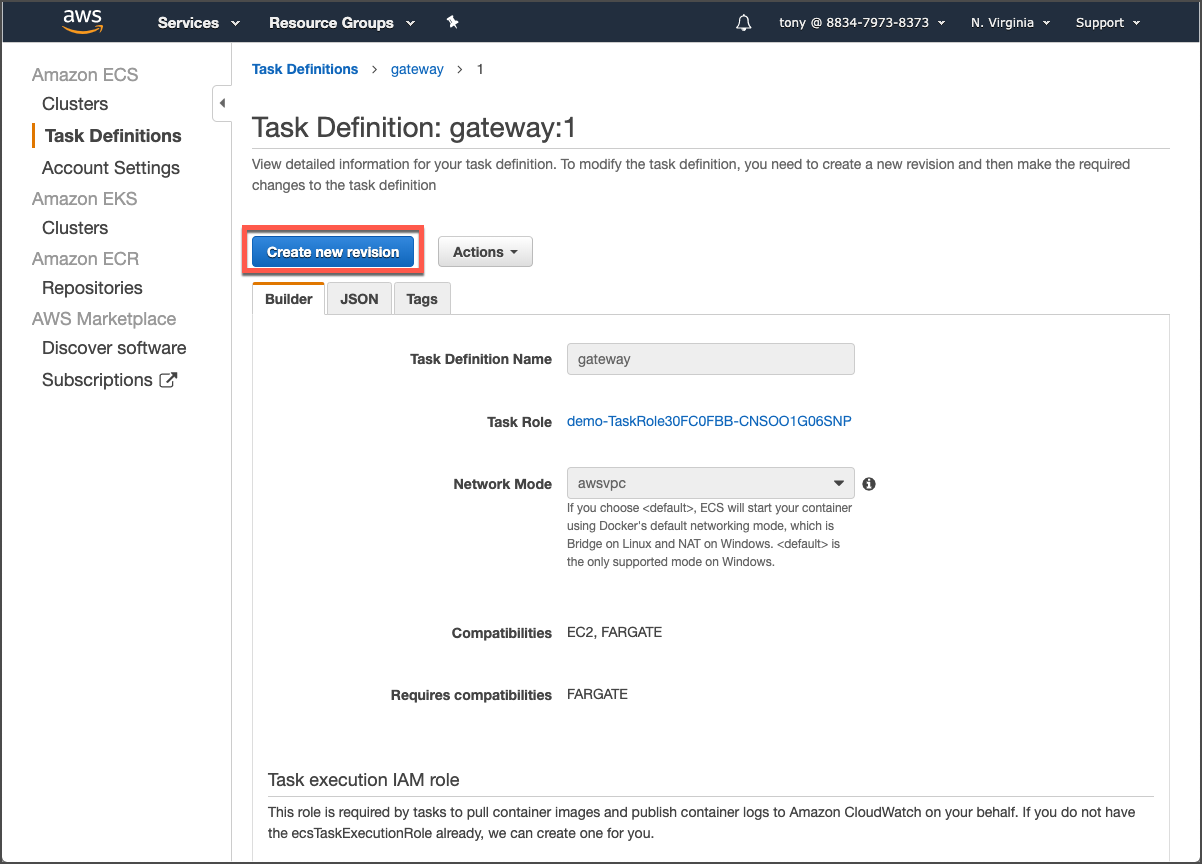 aws Services Resource Groups tony @ 8834-7973-8373 N. Virginia Support
Amazon ECS
Clusters
Task Definitions
Account Settings
Amazon EKS
Clusters
Amazon ECR
Repositories
AWS Marketplace
Discover software
Subscriptions
Task Definitions > gateway > 1
Task Definition: gateway:1
View detailed information for your task definition. To modify the task definition, you need to create a new revision and then make the required
changes to the task definition
Create new revision Actions
Builder JSON Tags
Task Definition Name gateway
Task Role demo-TaskRole30FC0FBB-CNSOO1G06SNP
Network Mode awsvpc
If you choose <default>, ECS will start your container
using Docker's default networking mode, which is
Bridge on Linux and NAT on Windows. <default> is
the only supported mode on Windows.
Compatibilities EC2, FARGATE
Requires compatibilities FARGATE
Task execution IAM role
This role is required by tasks to pull container images and publish container logs to Amazon CloudWatch on your behalf. If you do not have
the ecsTaskExecutionRole already, we can create one for you.